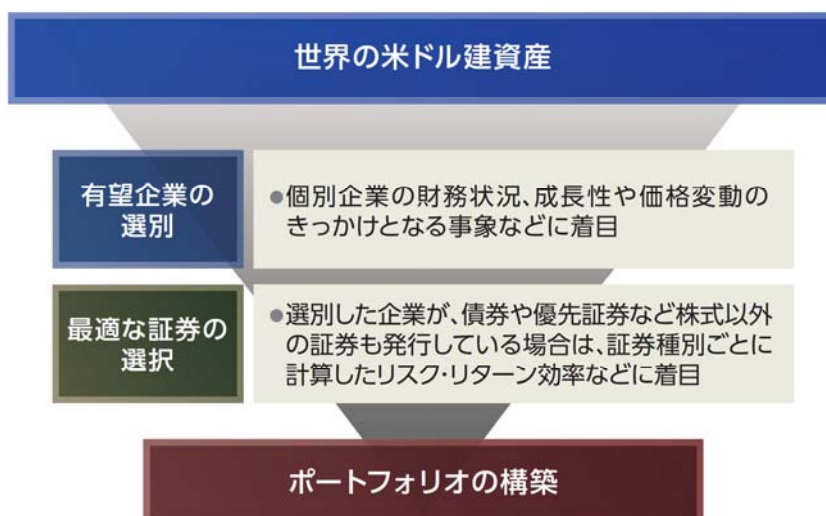 世界の米ドル建資産
有望企業の
選別
●個別企業の財務状況、成長性や価格変動の
きっかけとなる事象などに着目
最適な証券の
選択
●選別した企業が、債券や優先証券など株式以外
の証券も発行している場合は、証券種別ごとに
計算したリスク・リターン効率などに着目
ポートフォリオの構築